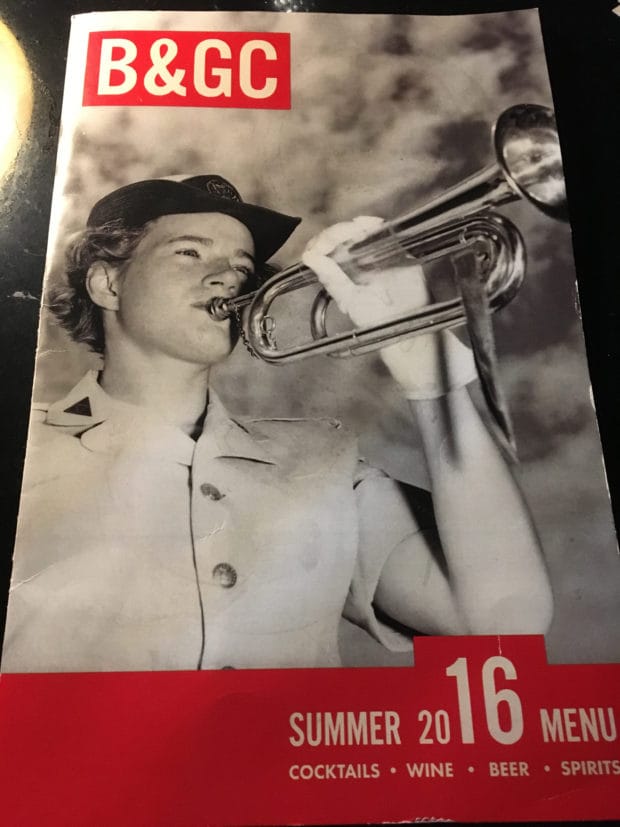 B&GC
SUMMER 2016 MENU
COCKTAILS • WINE • BEER • SPIRITS